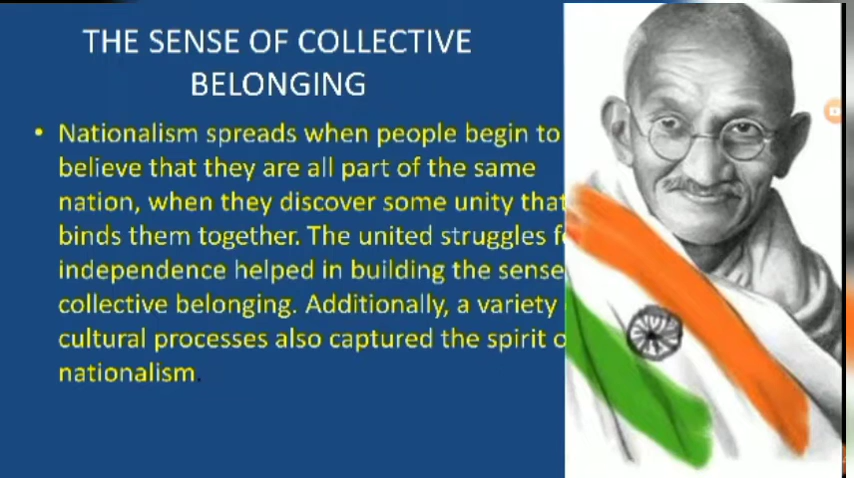 THE SENSE OF COLLECTIVE
BELONGING
• Nationalism spreads when people begin to
believe that they are all part of the same
nation, when they discover some unity that
binds them together. The united struggles
independence helped in building the sense
collective belonging. Additionally, a variety
cultural processes also captured the spirit
nationalism.